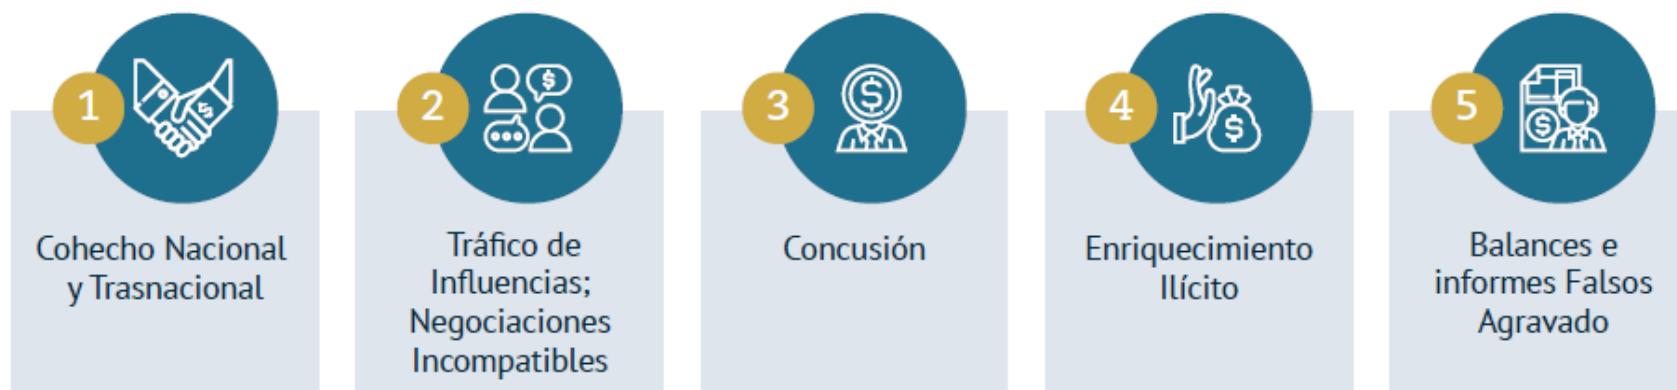 1
Cohecho Nacional
y Trasnacional
2
Tráfico de
Influencias;
Negociaciones
Incompatibles
3
Concusión
4
Enriquecimiento
Ilícito
5
Balances e
informes Falsos
Agravado